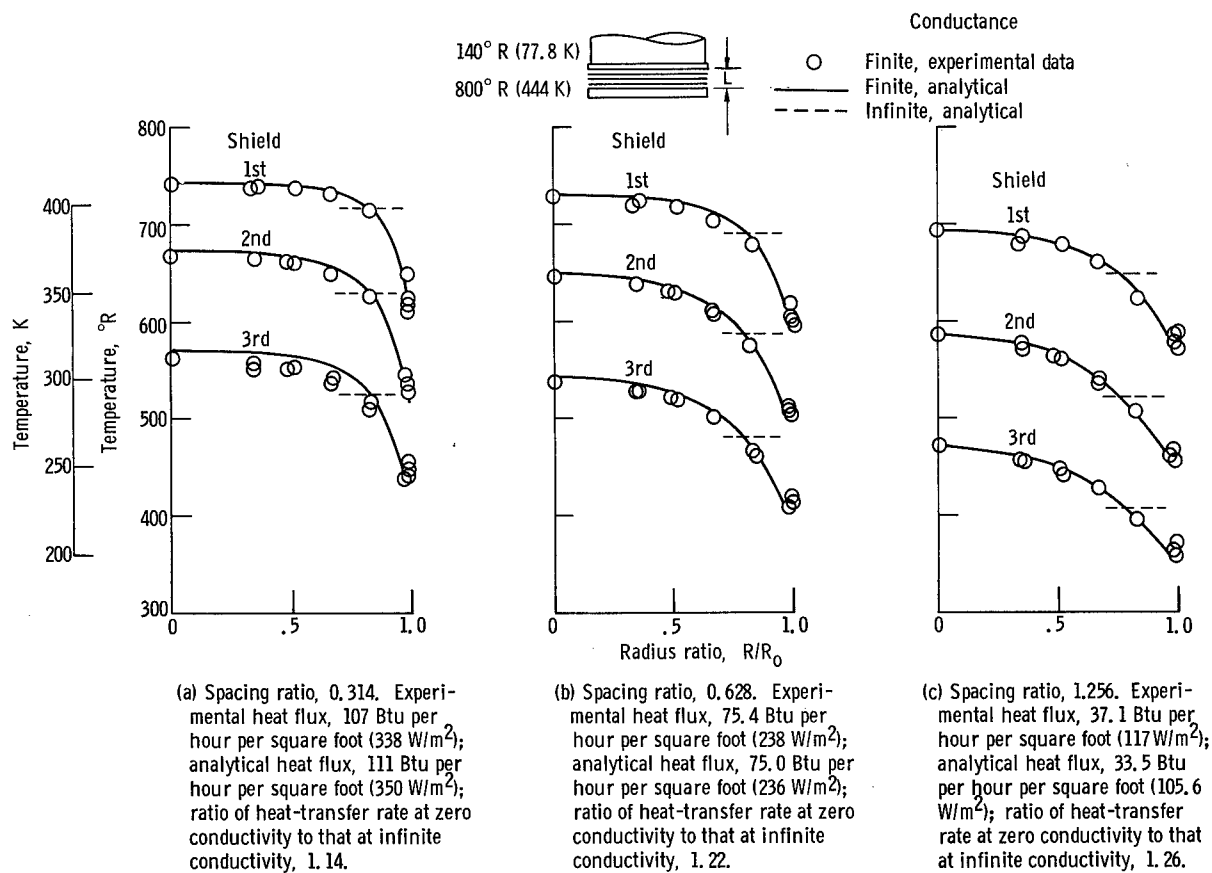 Conductance
140° R (77.8 K)
800° R (444 K)
L
Finite, experimental data
Finite, analytical
Infinite, analytical
Temperature, K
400
350
300
250
200
Temperature, °R
800
700
600
500
400
300
Shield
1st
2nd
3rd
0
.5
1.0
Shield
1st
2nd
3rd
0
.5
1.0
Shield
1st
2nd
3rd
0
.5
1.0
Radius ratio, R/R0
(a) Spacing ratio, 0.314. Experi-
mental heat flux, 107 Btu per
hour per square foot (338 W/m2);
analytical heat flux, 111 Btu per
hour per square foot (350 W/m2);
ratio of heat-transfer rate at zero
conductivity to that at infinite
conductivity, 1.14.
(b) Spacing ratio, 0.628. Experi-
mental heat flux, 75.4 Btu per
hour per square foot (238 W/m2);
analytical heat flux, 75.0 Btu per
hour per square foot (236 W/m2);
ratio of heat-transfer rate at zero
conductivity to that at infinite
conductivity, 1.22.
(c) Spacing ratio, 1.256. Experi-
mental heat flux, 37.1 Btu per
hour per square foot (117 W/m2);
analytical heat flux, 33.5 Btu
per hour per square foot (105.6
W/m2); ratio of heat-transfer
rate at zero conductivity to that
at infinite conductivity, 1.26.